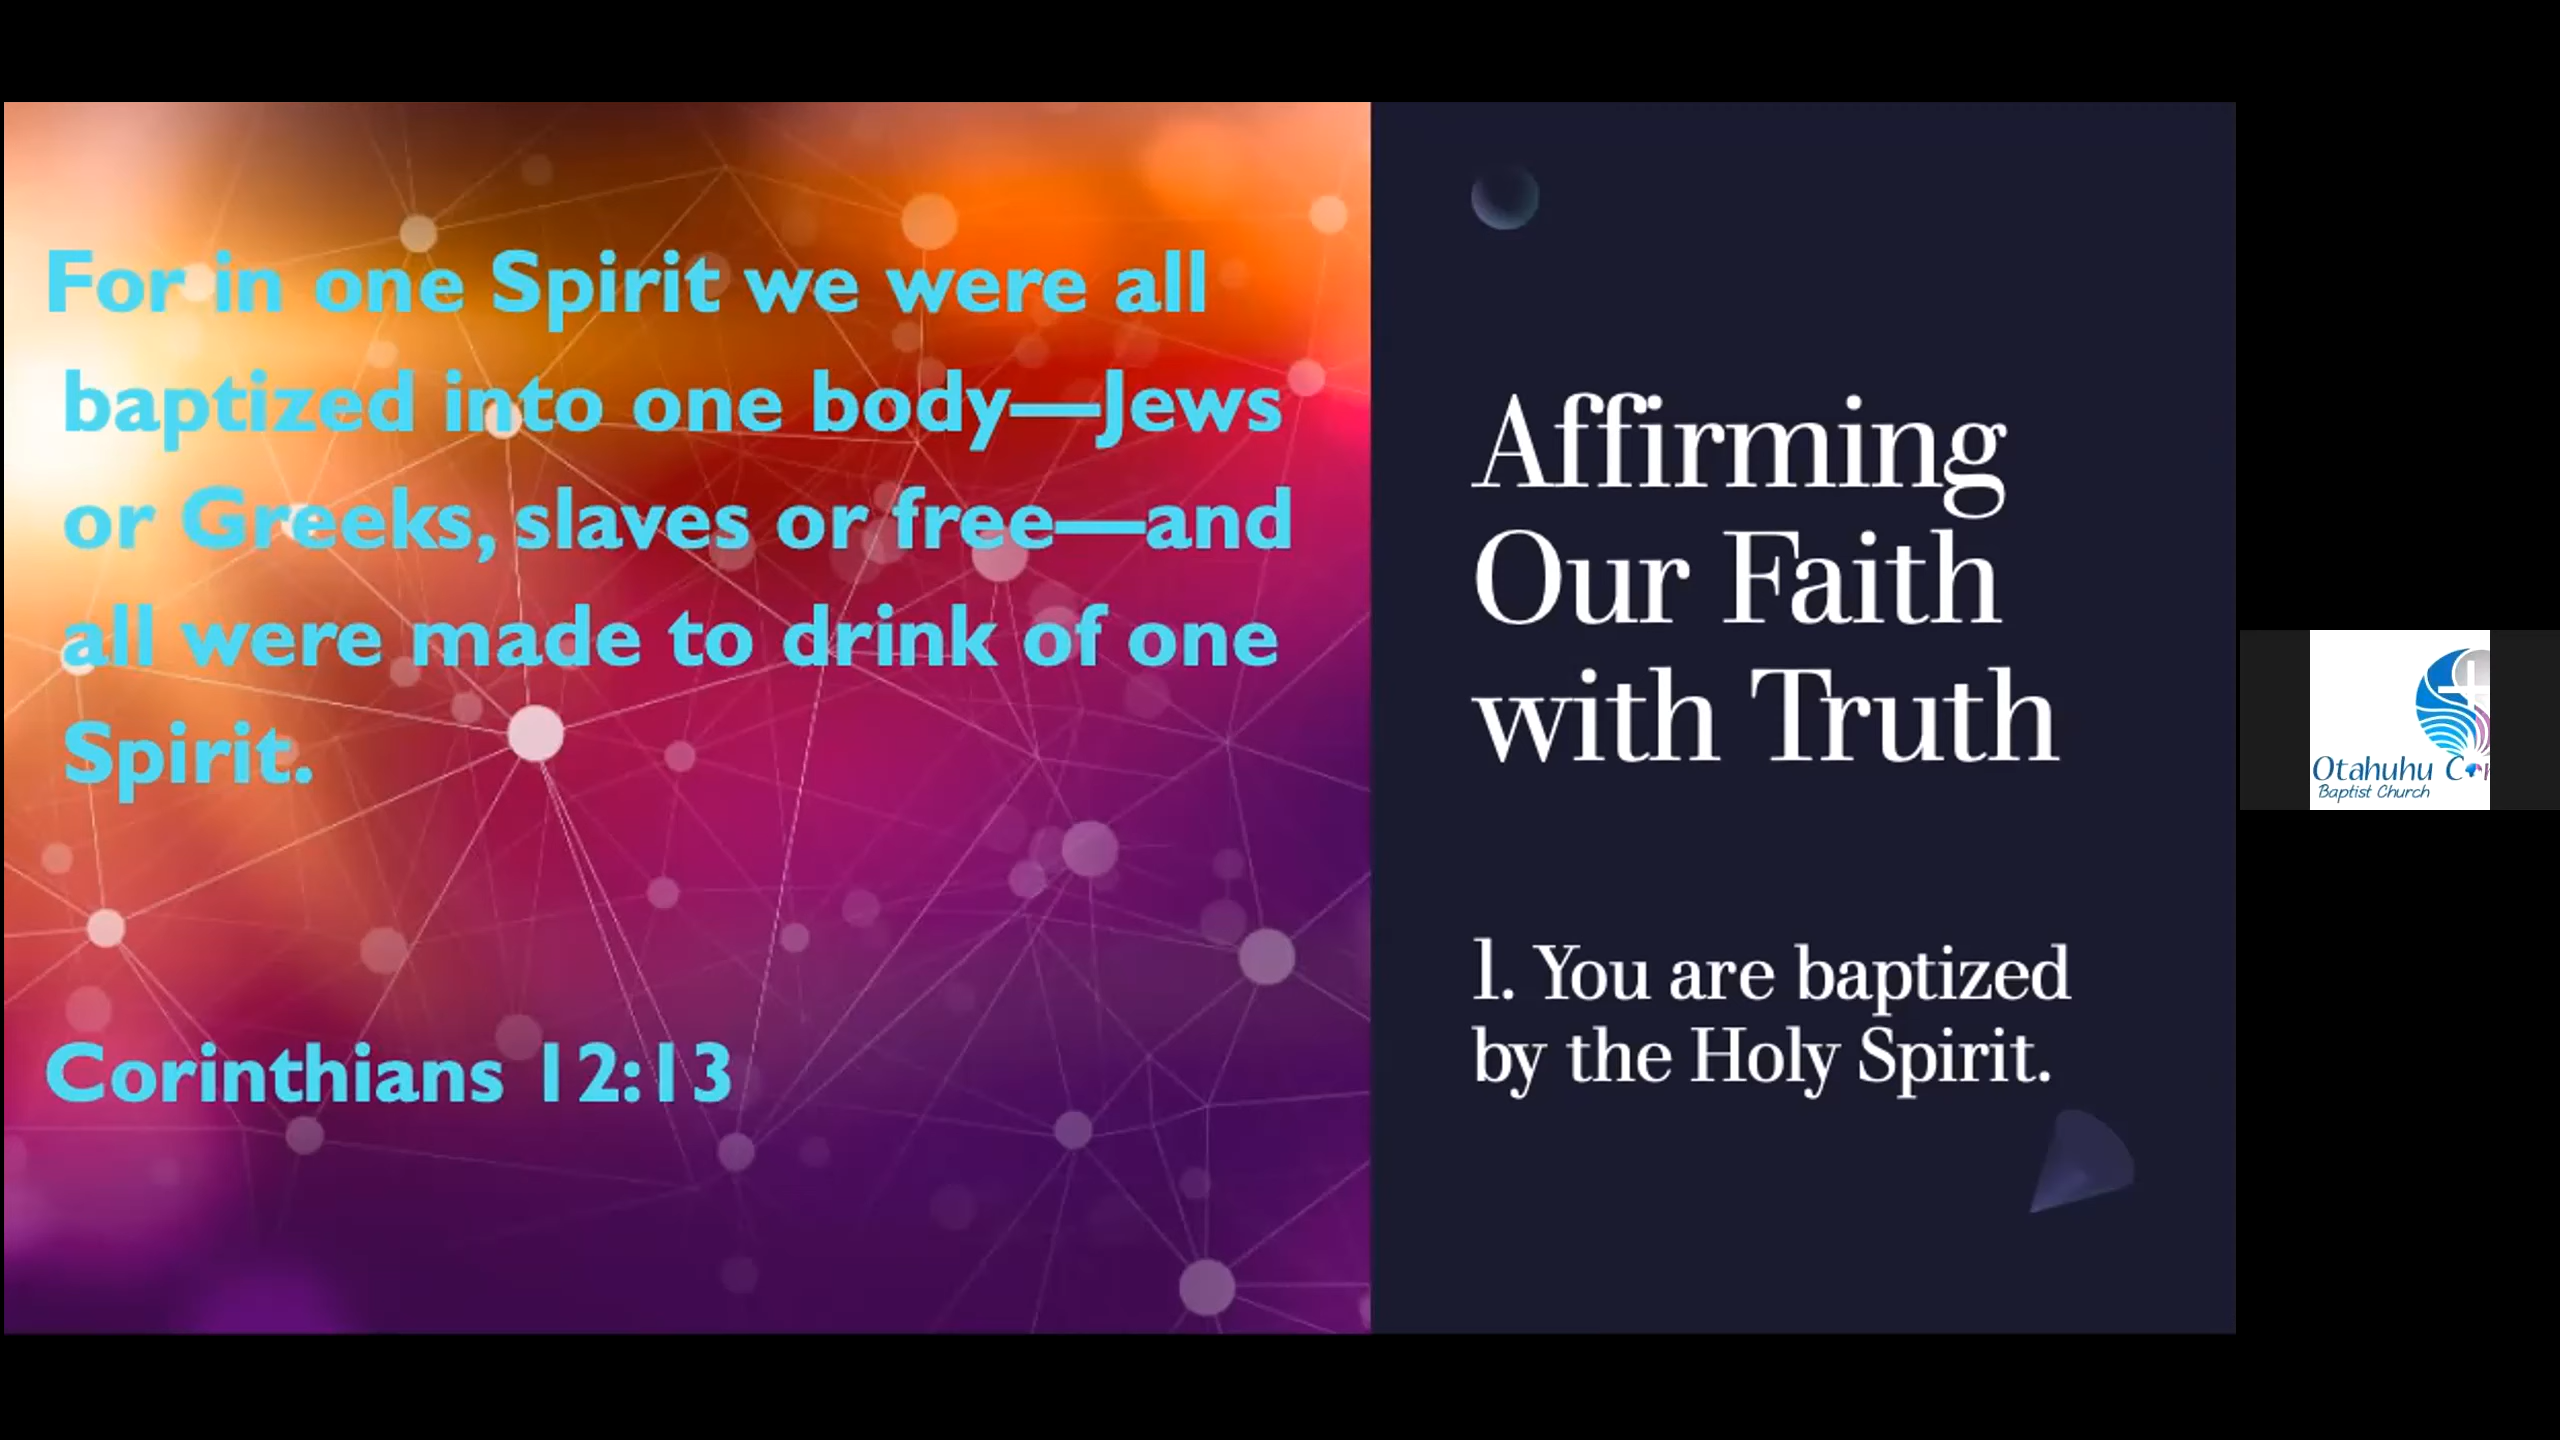 For in one Spirit we were all
baptized into one body—Jews
or Greeks, slaves or free—and
all were made to drink of one
Spirit.
Corinthians 12:13
Affirming
Our Faith
with Truth
1. You are baptized
by the Holy Spirit.
Otahuhu
Baptist Church